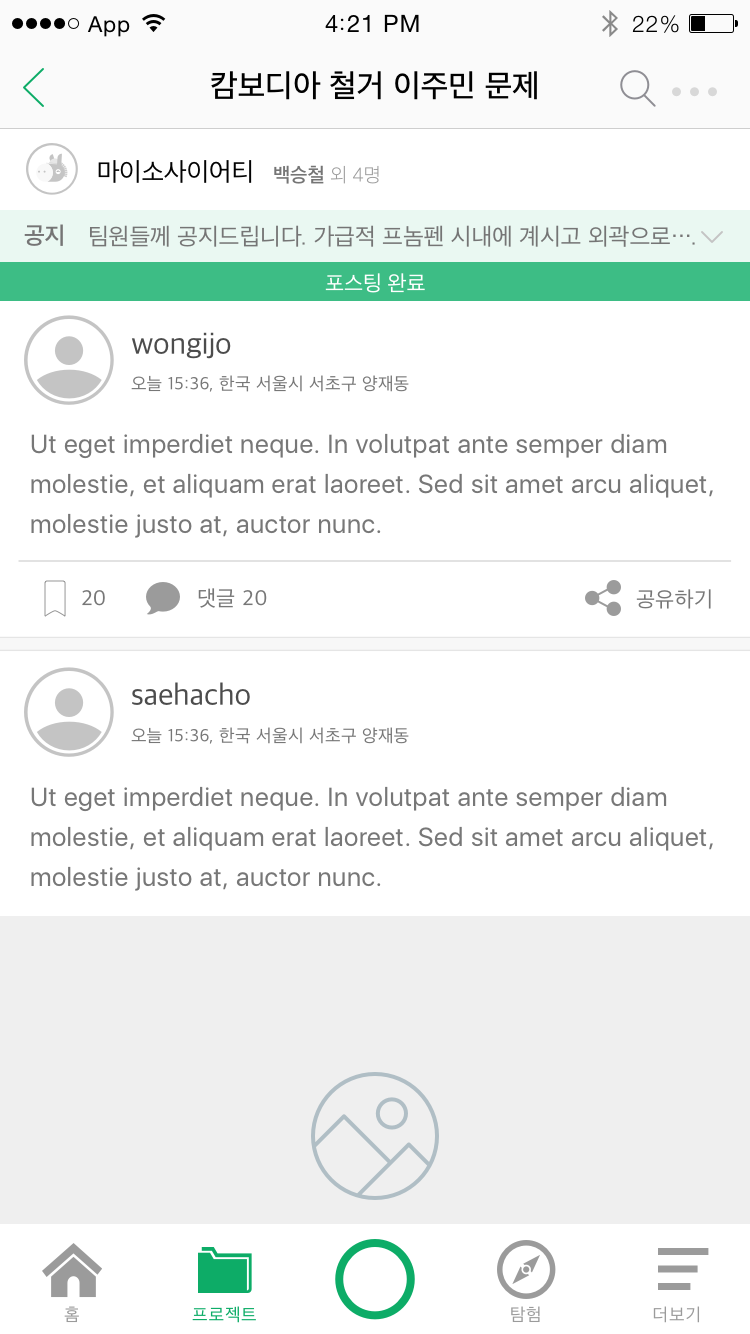 App 4:21 PM 22%
캄보디아 철거 이주민 문제
마이소사이어티 백승철 외 4명
공지 팀원들께 공지드립니다. 가급적 프놈펜 시내에 계시고 외곽으로….
포스팅 완료
wongijo
오늘 15:36, 한국 서울시 서초구 양재동
Ut eget imperdiet neque. In volutpat ante semper diam
molestie, et aliquam erat laoreet. Sed sit amet arcu aliquet,
molestie justo at, auctor nunc.
20 댓글 20 공유하기
saehacho
오늘 15:36, 한국 서울시 서초구 양재동
Ut eget imperdiet neque. In volutpat ante semper diam
molestie, et aliquam erat laoreet. Sed sit amet arcu aliquet,
molestie justo at, auctor nunc.
홈 프로젝트 탐험 더보기